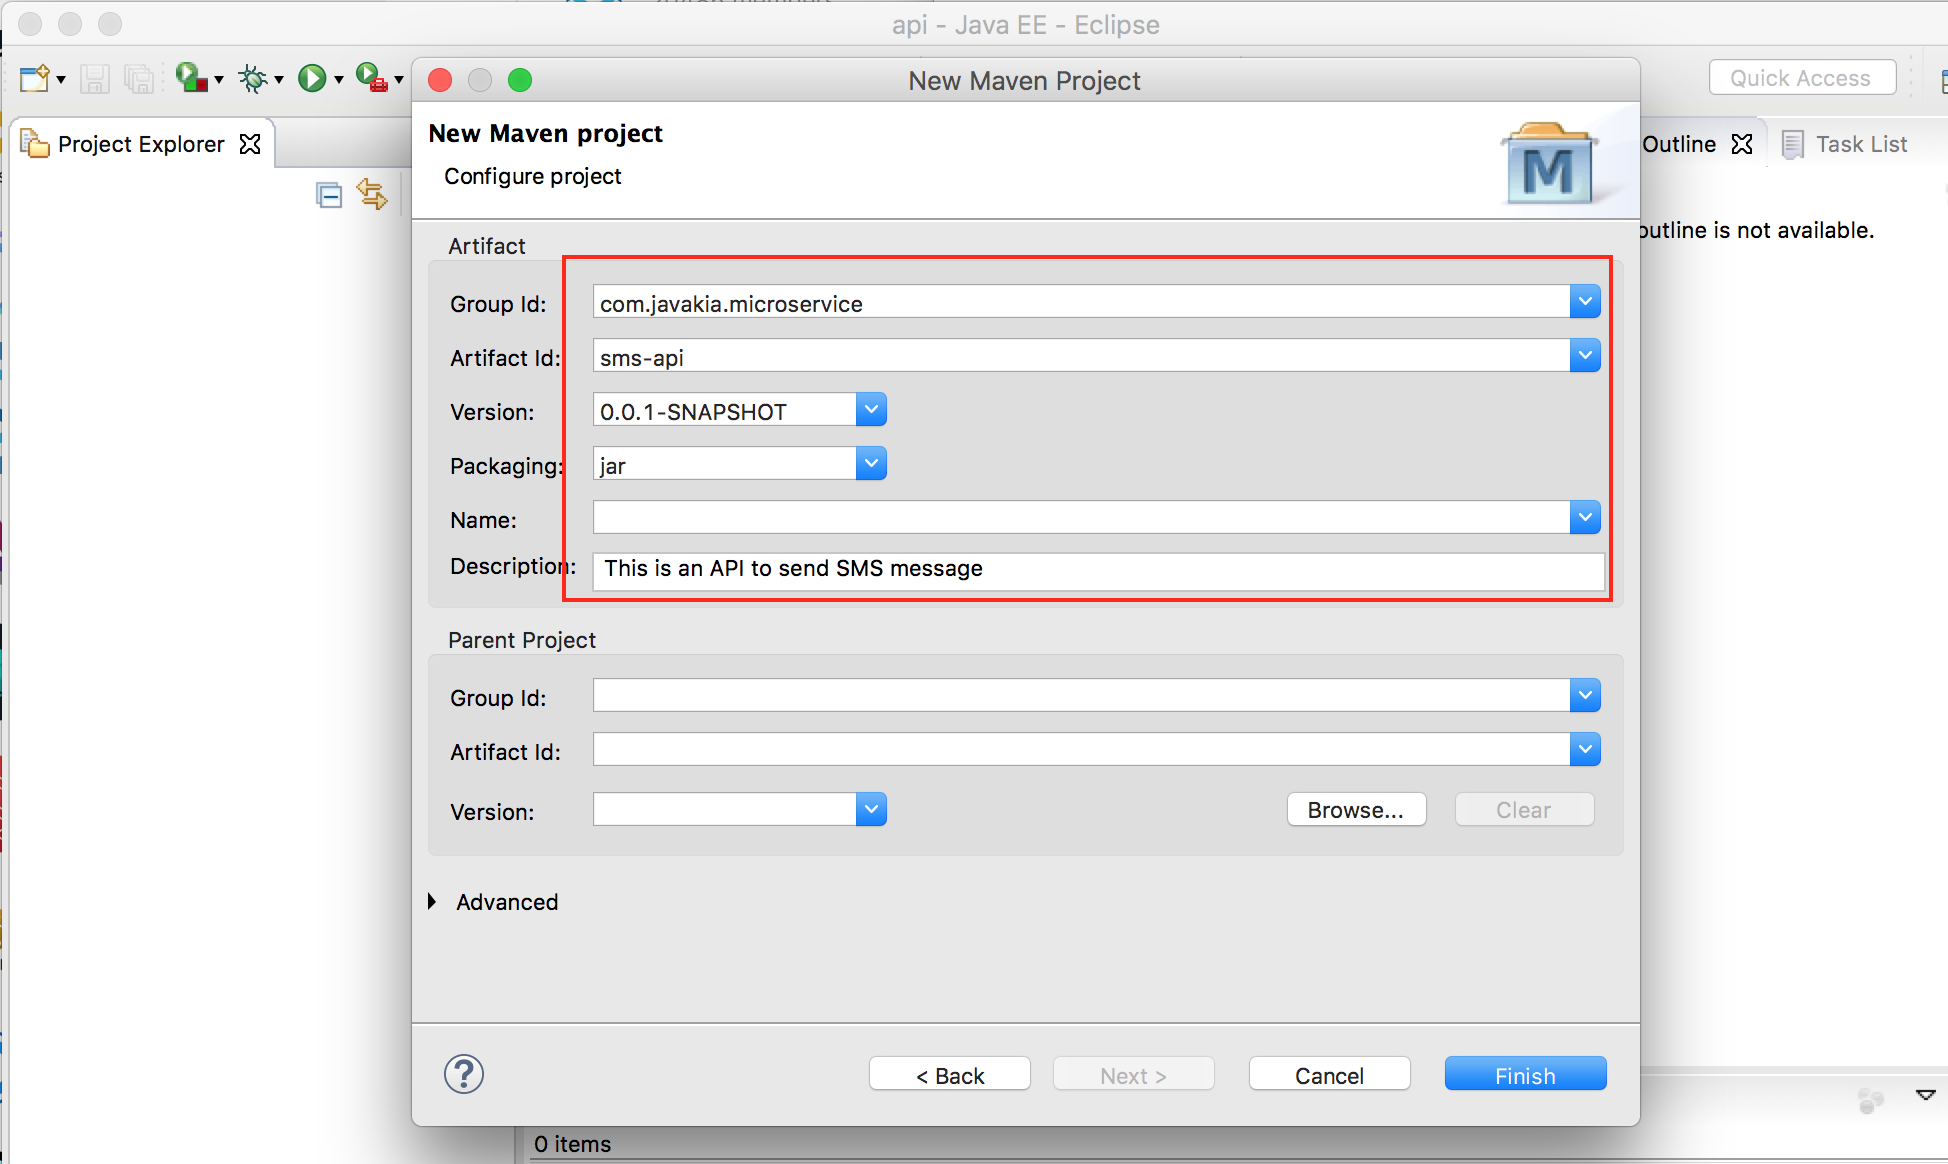 api - Java EE - Eclipse
Quick Access
New Maven Project
Project Explorer
New Maven project
Configure project
M
Outline
Task List
outline is not available.
Artifact
Group Id:
com.javakia.microservice
Artifact Id:
sms-api
Version:
0.0.1-SNAPSHOT
Packaging:
jar
Name:
Description:
This is an API to send SMS message
Parent Project
Group Id:
Artifact Id:
Version:
Browse...
Clear
Advanced
?
< Back
Next >
Cancel
Finish
0 items